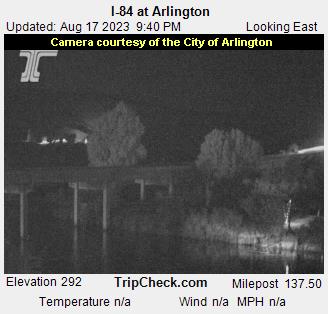 I-84 at Arlington
Updated: Aug 17 2023 9:40 PM Looking East
Camera courtesy of the City of Arlington
Elevation 292 TripCheck.com Milepost 137.50
Temperature n/a Wind n/a MPH n/a